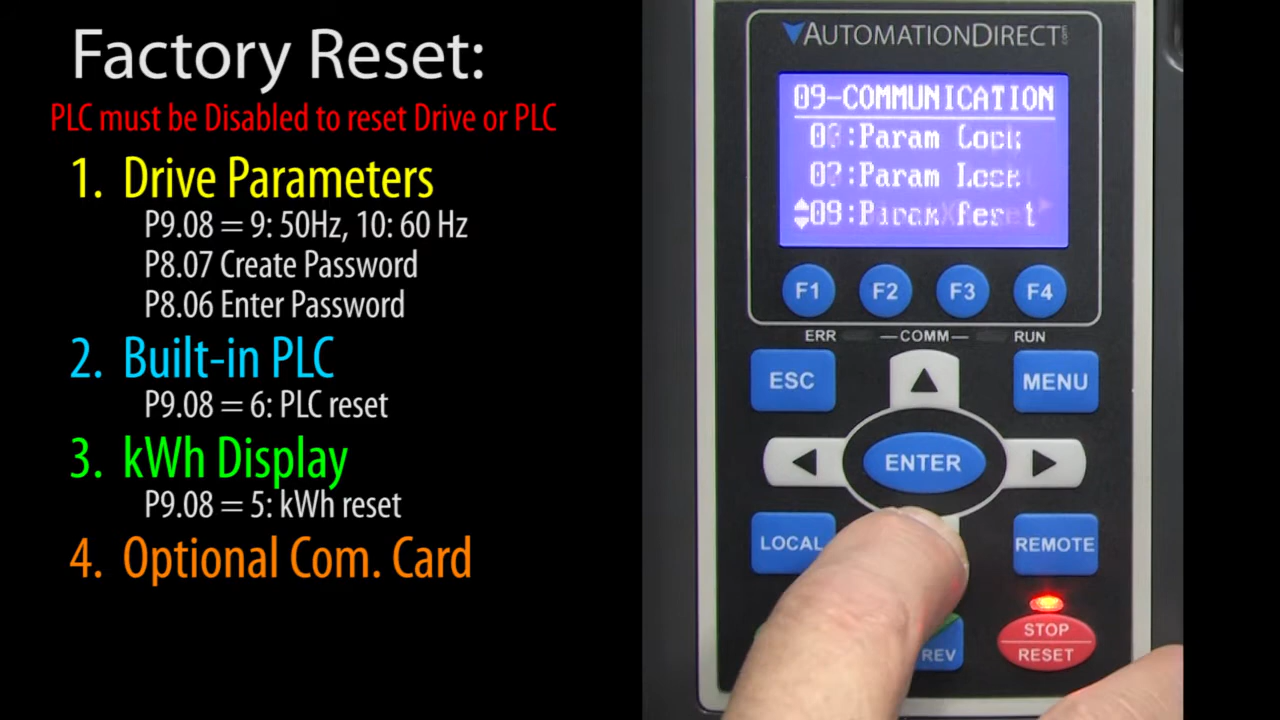 Factory Reset:
PLC must be Disabled to reset Drive or PLC
1. Drive Parameters
P9.08 = 9: 50Hz, 10: 60 Hz
P8.07 Create Password
P8.06 Enter Password
2. Built-in PLC
P9.08 = 6: PLC reset
3. kWh Display
P9.08 = 5: kWh reset
4. Optional Com. Card
AUTOMATIONDIRECT
09-COMMUNICATION
:Param Lock
:Param
F1 F2 F3 F4
ERR —COMM— RUN
ESC
MENU
ENTER
LOCAL
REMOTE
REV
STOP
RESET